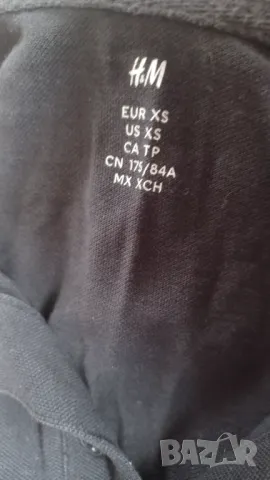 H&M
EUR XS
US XS
CA TP
CN 175/84A
MX XCH
BAZAR